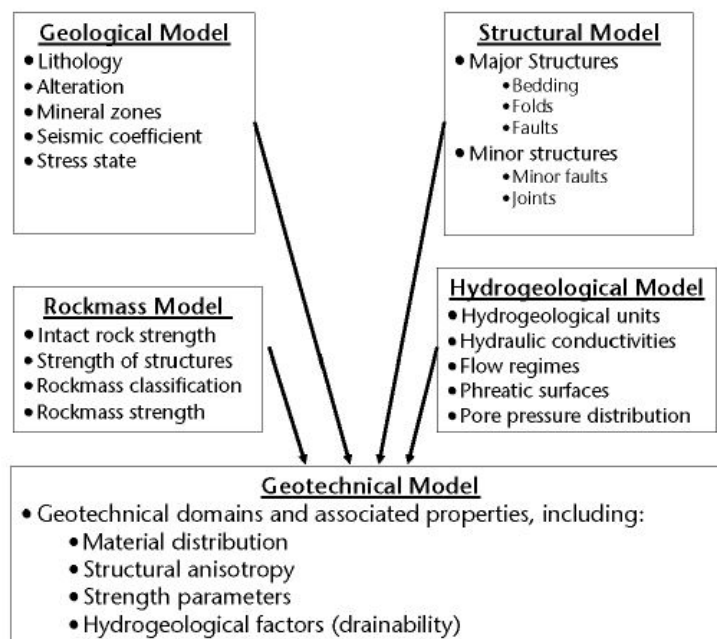 Geological Model
• Lithology
• Alteration
• Mineral zones
• Seismic coefficient
• Stress state
Structural Model
• Major Structures
• Bedding
• Folds
• Faults
• Minor structures
• Minor faults
• Joints
Rockmass Model
• Intact rock strength
• Strength of structures
• Rockmass classification
• Rockmass strength
Hydrogeological Model
• Hydrogeological units
• Hydraulic conductivities
• Flow regimes
• Phreatic surfaces
• Pore pressure distribution
Geotechnical Model
• Geotechnical domains and associated properties, including:
• Material distribution
• Structural anisotropy
• Strength parameters
• Hydrogeological factors (drainability)